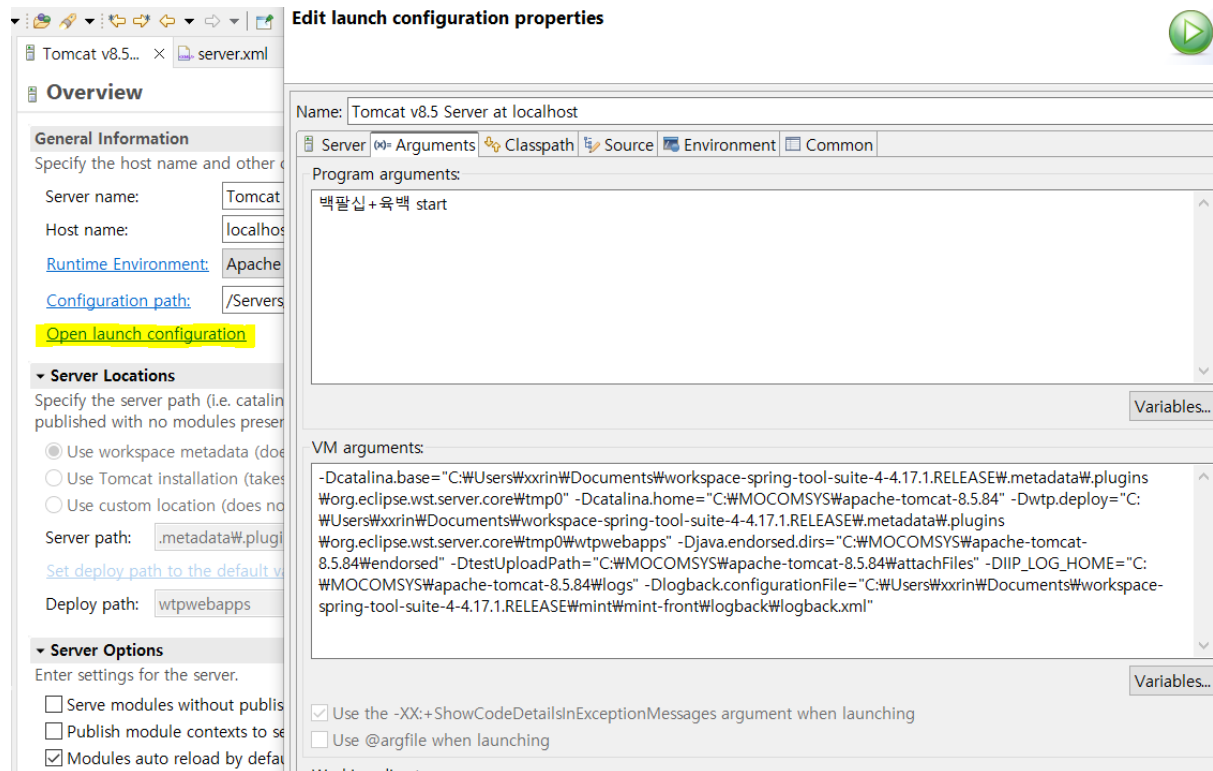 Tomcat v8.5...
server.xml
Overview
General Information
Specify the host name and other
Server name:
Tomcat
Host name:
localhos
Runtime Environment:
Apache
Configuration path:
/Servers
Open launch configuration
Server Locations
Specify the server path (i.e. catalin
published with no modules preser
Use workspace metadata (doe
Use Tomcat installation (takes
Use custom location (does no
Server path:
.metadata₩.plugi
Set deploy path to the default va
Deploy path:
wtpwebapps
Server Options
Enter settings for the server.
Serve modules without publis
Publish module contexts to se
Modules auto reload by defau
Edit launch configuration properties
Name:
Tomcat v8.5 Server at localhost
Server
(x)= Arguments
Classpath
Source
Environment
Common
Program arguments:
백팔십+육백 start
Variables...
VM arguments:
-Dcatalina.base="C:₩Users₩xxrin₩Documents₩workspace-spring-tool-suite-4-4.17.1.RELEASE₩.metadata₩.plugins
₩org.eclipse.wst.server.core₩tmp0" -Dcatalina.home="C:₩MOCOMSYS₩apache-tomcat-8.5.84" -Dwtp.deploy="C:
₩Users₩xxrin₩Documents₩workspace-spring-tool-suite-4-4.17.1.RELEASE₩.metadata₩.plugins
₩org.eclipse.wst.server.core₩tmp0₩wtpwebapps" -Djava.endorsed.dirs="C:₩MOCOMSYS₩apache-tomcat-
8.5.84₩endorsed" -DtestUploadPath="C:₩MOCOMSYS₩apache-tomcat-8.5.84₩attachFiles" -DIIP_LOG_HOME="C:
₩MOCOMSYS₩apache-tomcat-8.5.84₩logs" -Dlogback.configurationFile="C:₩Users₩xxrin₩Documents₩workspace-
spring-tool-suite-4-4.17.1.RELEASE₩mint₩mint-front₩logback₩logback.xml"
Variables...
Use the -XX:+ShowCodeDetailsInExceptionMessages argument when launching
Use @argfile when launching